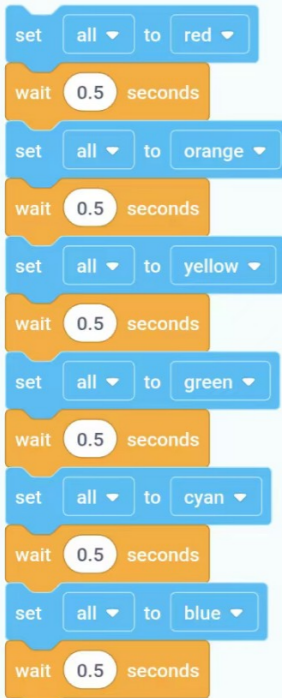 set all to red
wait 0.5 seconds
set all to orange
wait 0.5 seconds
set all to yellow
wait 0.5 seconds
set all to green
wait 0.5 seconds
set all to cyan
wait 0.5 seconds
set all to blue
wait 0.5 seconds